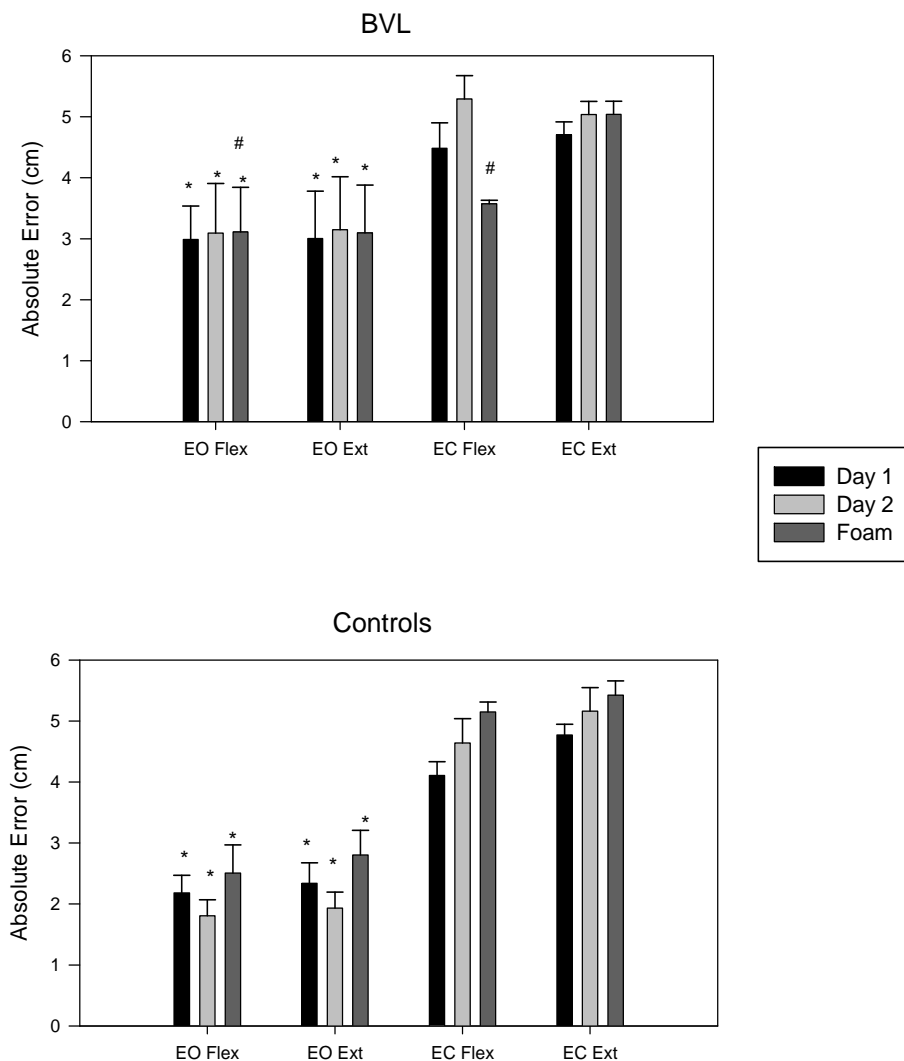 BVL
6
5
4
3
2
1
0
Absolute Error (cm)
#
* * *
* * *
#
EO Flex EO Ext EC Flex EC Ext
Day 1
Day 2
Foam
Controls
6
5
4
3
2
1
0
Absolute Error (cm)
* * *
* * *
EO Flex EO Ext EC Flex EC Ext